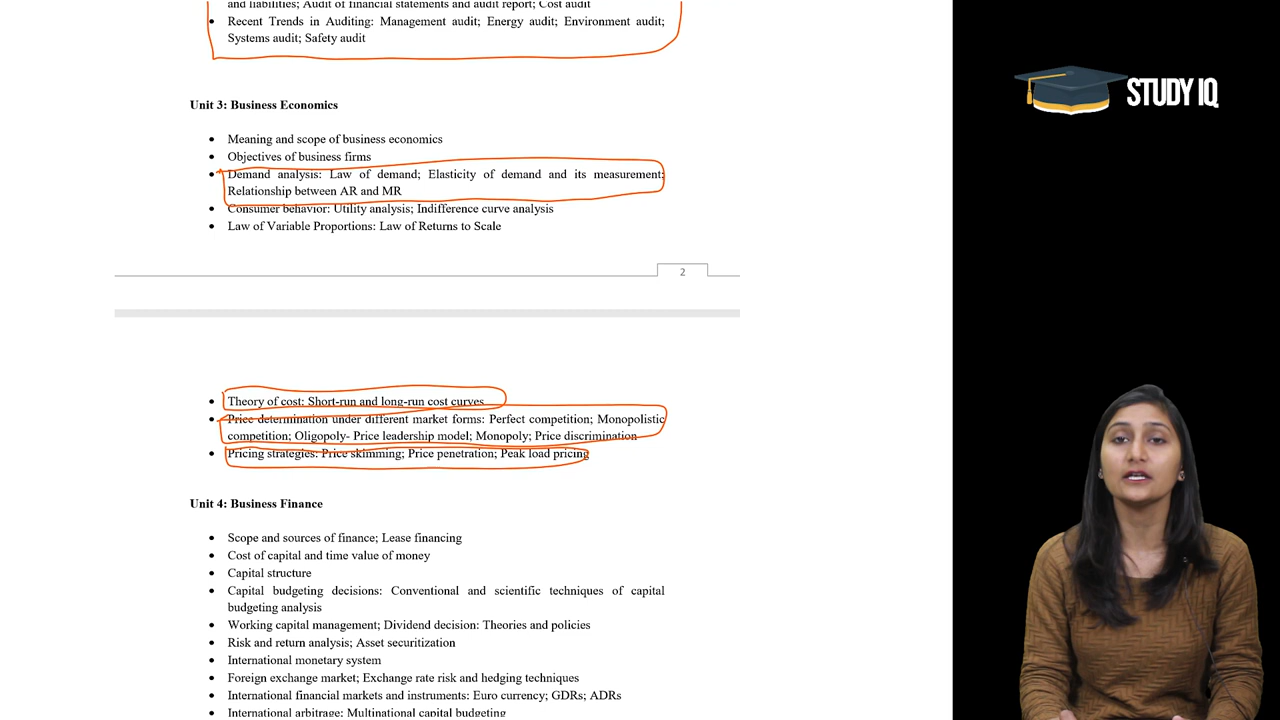 and liabilities; Audit of financial statements and audit report; Cost audit
• Recent Trends in Auditing: Management audit; Energy audit; Environment audit;
Systems audit; Safety audit
Unit 3: Business Economics
• Meaning and scope of business economics
• Objectives of business firms
• Demand analysis: Law of demand; Elasticity of demand and its measurement;
Relationship between AR and MR
• Consumer behavior: Utility analysis; Indifference curve analysis
• Law of Variable Proportions: Law of Returns to Scale
2
• Theory of cost: Short-run and long-run cost curves
• Price determination under different market forms: Perfect competition; Monopolistic
competition; Oligopoly- Price leadership model; Monopoly; Price discrimination
• Pricing strategies: Price skimming; Price penetration; Peak load pricing
Unit 4: Business Finance
• Scope and sources of finance; Lease financing
• Cost of capital and time value of money
• Capital structure
• Capital budgeting decisions: Conventional and scientific techniques of capital
budgeting analysis
• Working capital management; Dividend decision: Theories and policies
• Risk and return analysis; Asset securitization
• International monetary system
• Foreign exchange market; Exchange rate risk and hedging techniques
• International financial markets and instruments: Euro currency; GDRs; ADRs
• International arbitrage; Multinational capital budgeting
STUDY IQ